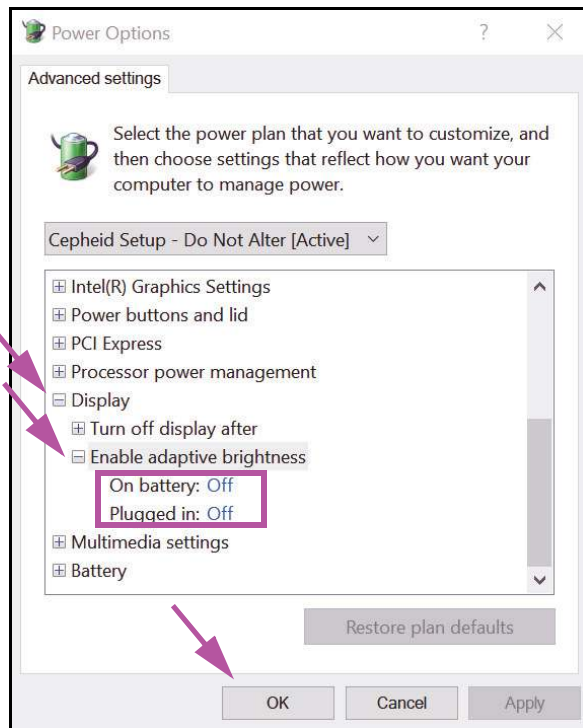 Power Options
?
Advanced settings
Select the power plan that you want to customize, and
then choose settings that reflect how you want your
computer to manage power.
Cepheid Setup - Do Not Alter [Active]
Intel(R) Graphics Settings
Power buttons and lid
PCI Express
Processor power management
Display
Turn off display after
Enable adaptive brightness
On battery: Off
Plugged in: Off
Multimedia settings
Battery
Restore plan defaults
OK Cancel Apply